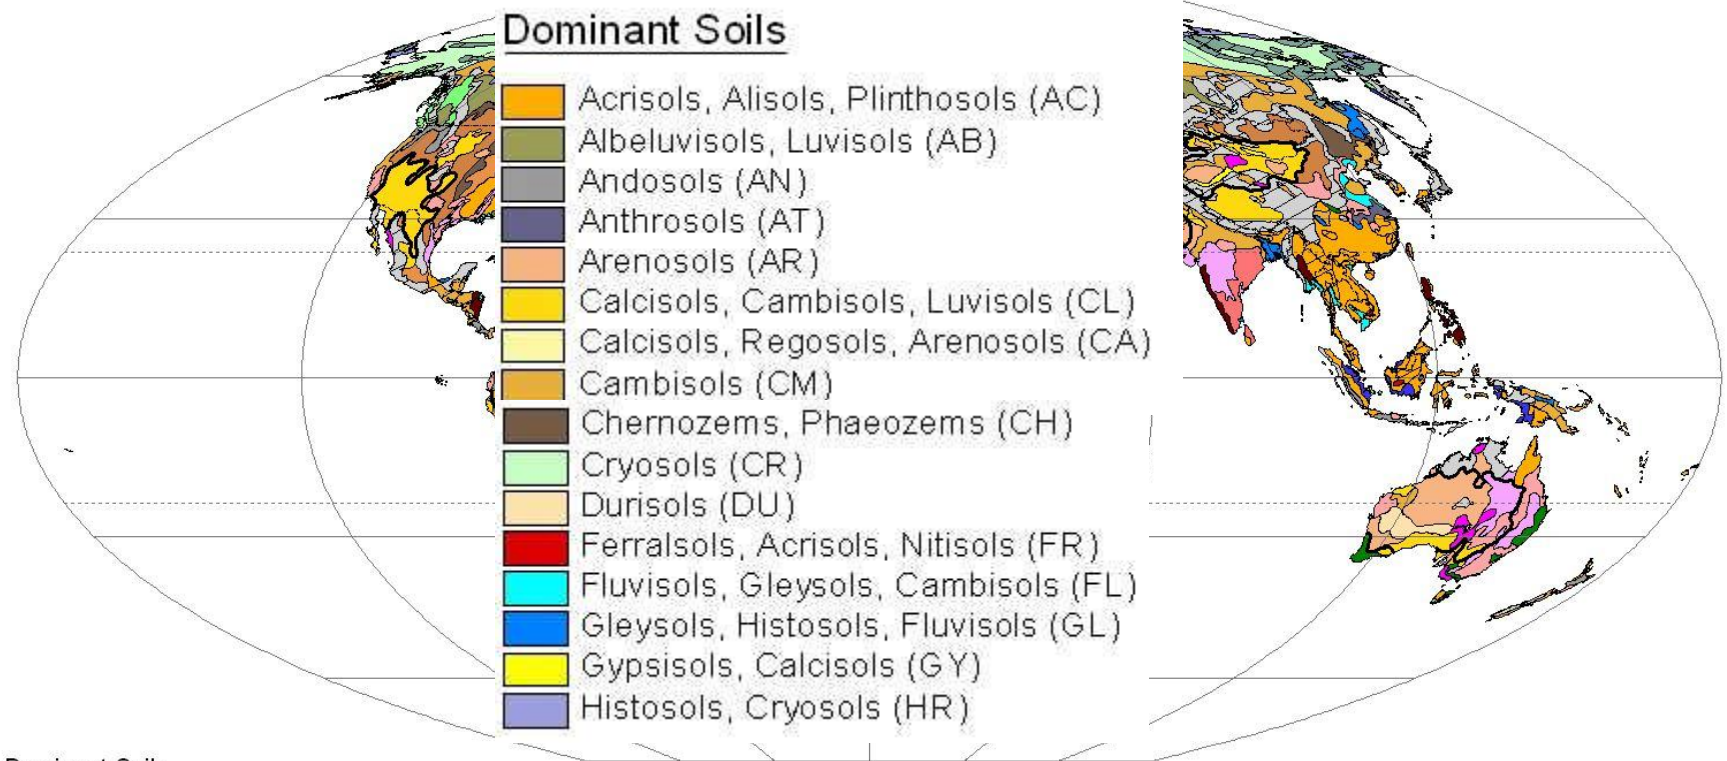 Dominant Soils
Acrisols, Alisols, Plinthosols (AC)
Albeluvisols, Luvisols (AB)
Andosols (AN)
Anthrosols (AT)
Arenosols (AR)
Calcisols, Cambisols, Luvisols (CL)
Calcisols, Regosols, Arenosols (CA)
Cambisols (CM)
Chernozems, Phaeozems (CH)
Cryosols (CR)
Durisols (DU)
Ferralsols, Acrisols, Nitisols (FR)
Fluvisols, Gleysols, Cambisols (FL)
Gleysols, Histosols, Fluvisols (GL)
Gypsisols, Calcisols (GY)
Histosols, Cryosols (HR)